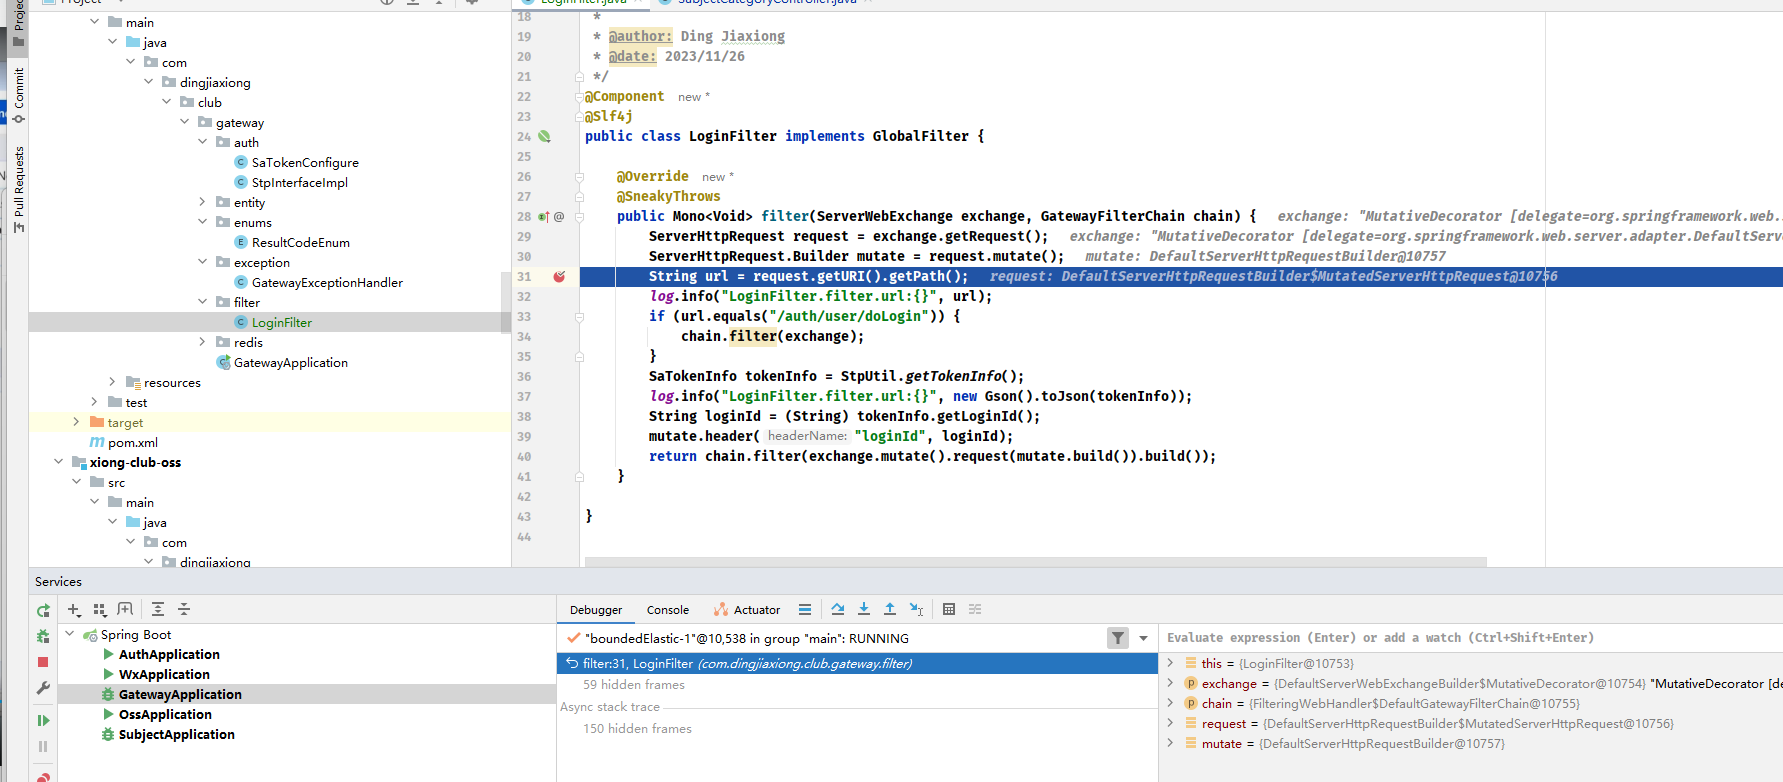 Project
LoginFilter.java
SubjectCategoryController.java
Project
Commit
Pull Requests
main
java
com
dingjiaxiong
club
gateway
auth
SaTokenConfigure
StpInterfaceImpl
entity
enums
ResultCodeEnum
exception
GatewayExceptionHandler
filter
LoginFilter
redis
GatewayApplication
resources
test
target
pom.xml
xiong-club-oss
src
main
java
com
dingjiaxiong
18 *
19 * @author: Ding Jiaxiong
20 * @date: 2023/11/26
21 */
22 @Component new *
23 @Slf4j
24 public class LoginFilter implements GlobalFilter {
25
26 @Override new *
27 @SneakyThrows
28 @ public Mono<Void> filter(ServerWebExchange exchange, GatewayFilterChain chain) { exchange: "MutativeDecorator [delegate=org.springframework.web.s
29 ServerHttpRequest request = exchange.getRequest(); exchange: "MutativeDecorator [delegate=org.springframework.web.server.adapter.DefaultServe
30 ServerHttpRequest.Builder mutate = request.mutate(); mutate: DefaultServerHttpRequestBuilder@10757
31 String url = request.getURI().getPath(); request: DefaultServerHttpRequestBuilder$MutatedServerHttpRequest@10756
32 log.info("LoginFilter.filter.url:{}", url);
33 if (url.equals("/auth/user/doLogin")) {
34 chain.filter(exchange);
35 }
36 SaTokenInfo tokenInfo = StpUtil.getTokenInfo();
37 log.info("LoginFilter.filter.url:{}", new Gson().toJson(tokenInfo));
38 String loginId = (String) tokenInfo.getLoginId();
39 mutate.header( headerName: "loginId", loginId);
40 return chain.filter(exchange.mutate().request(mutate.build()).build());
41 }
42
43 }
44
Services
Spring Boot
AuthApplication
WxApplication
GatewayApplication
OssApplication
SubjectApplication
Debugger Console Actuator
"boundedElastic-1"@10,538 in group "main": RUNNING
filter:31, LoginFilter (com.dingjiaxiong.club.gateway.filter)
59 hidden frames
Async stack trace
150 hidden frames
Evaluate expression (Enter) or add a watch (Ctrl+Shift+Enter)
this = {LoginFilter@10753}
exchange = {DefaultServerWebExchangeBuilder$MutativeDecorator@10754} "MutativeDecorator [de
chain = {FilteringWebHandler$DefaultGatewayFilterChain@10755}
request = {DefaultServerHttpRequestBuilder$MutatedServerHttpRequest@10756}
mutate = {DefaultServerHttpRequestBuilder@10757}